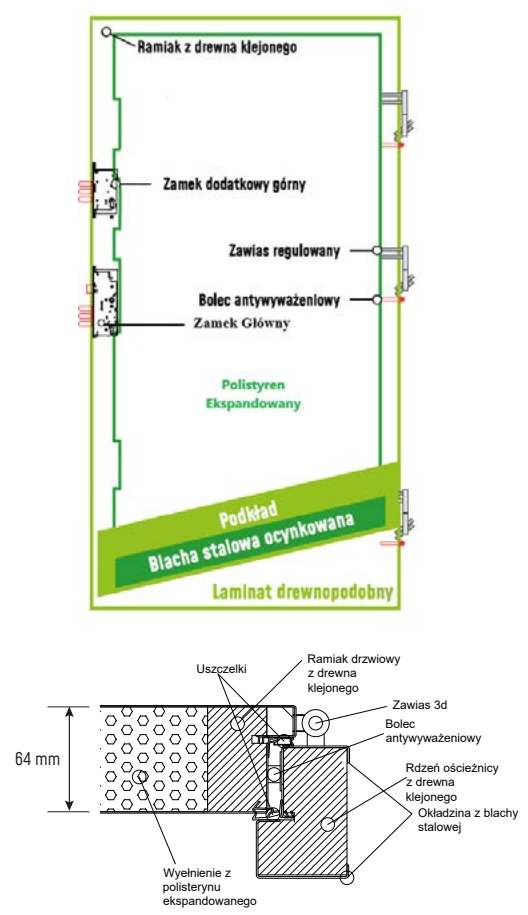 Ramiak z drewna klejonego
Zamek dodatkowy górny
Zawias regulowany
Bolec antywyważeniowy
Zamek Główny
Polistyren
Ekspandowany
Podkład
Blacha stalowa ocynkowana
Laminat drewnopodobny
Uszczelki
Ramiak drzwiowy
z drewna
klejonego
Zawias 3d
Bolec
antywyważeniowy
64 mm
Rdzeń ościeżnicy
z drewna
klejonego
Okładzina z blachy
stalowej
Wyełnienie z
polisterynu
ekspandowanego